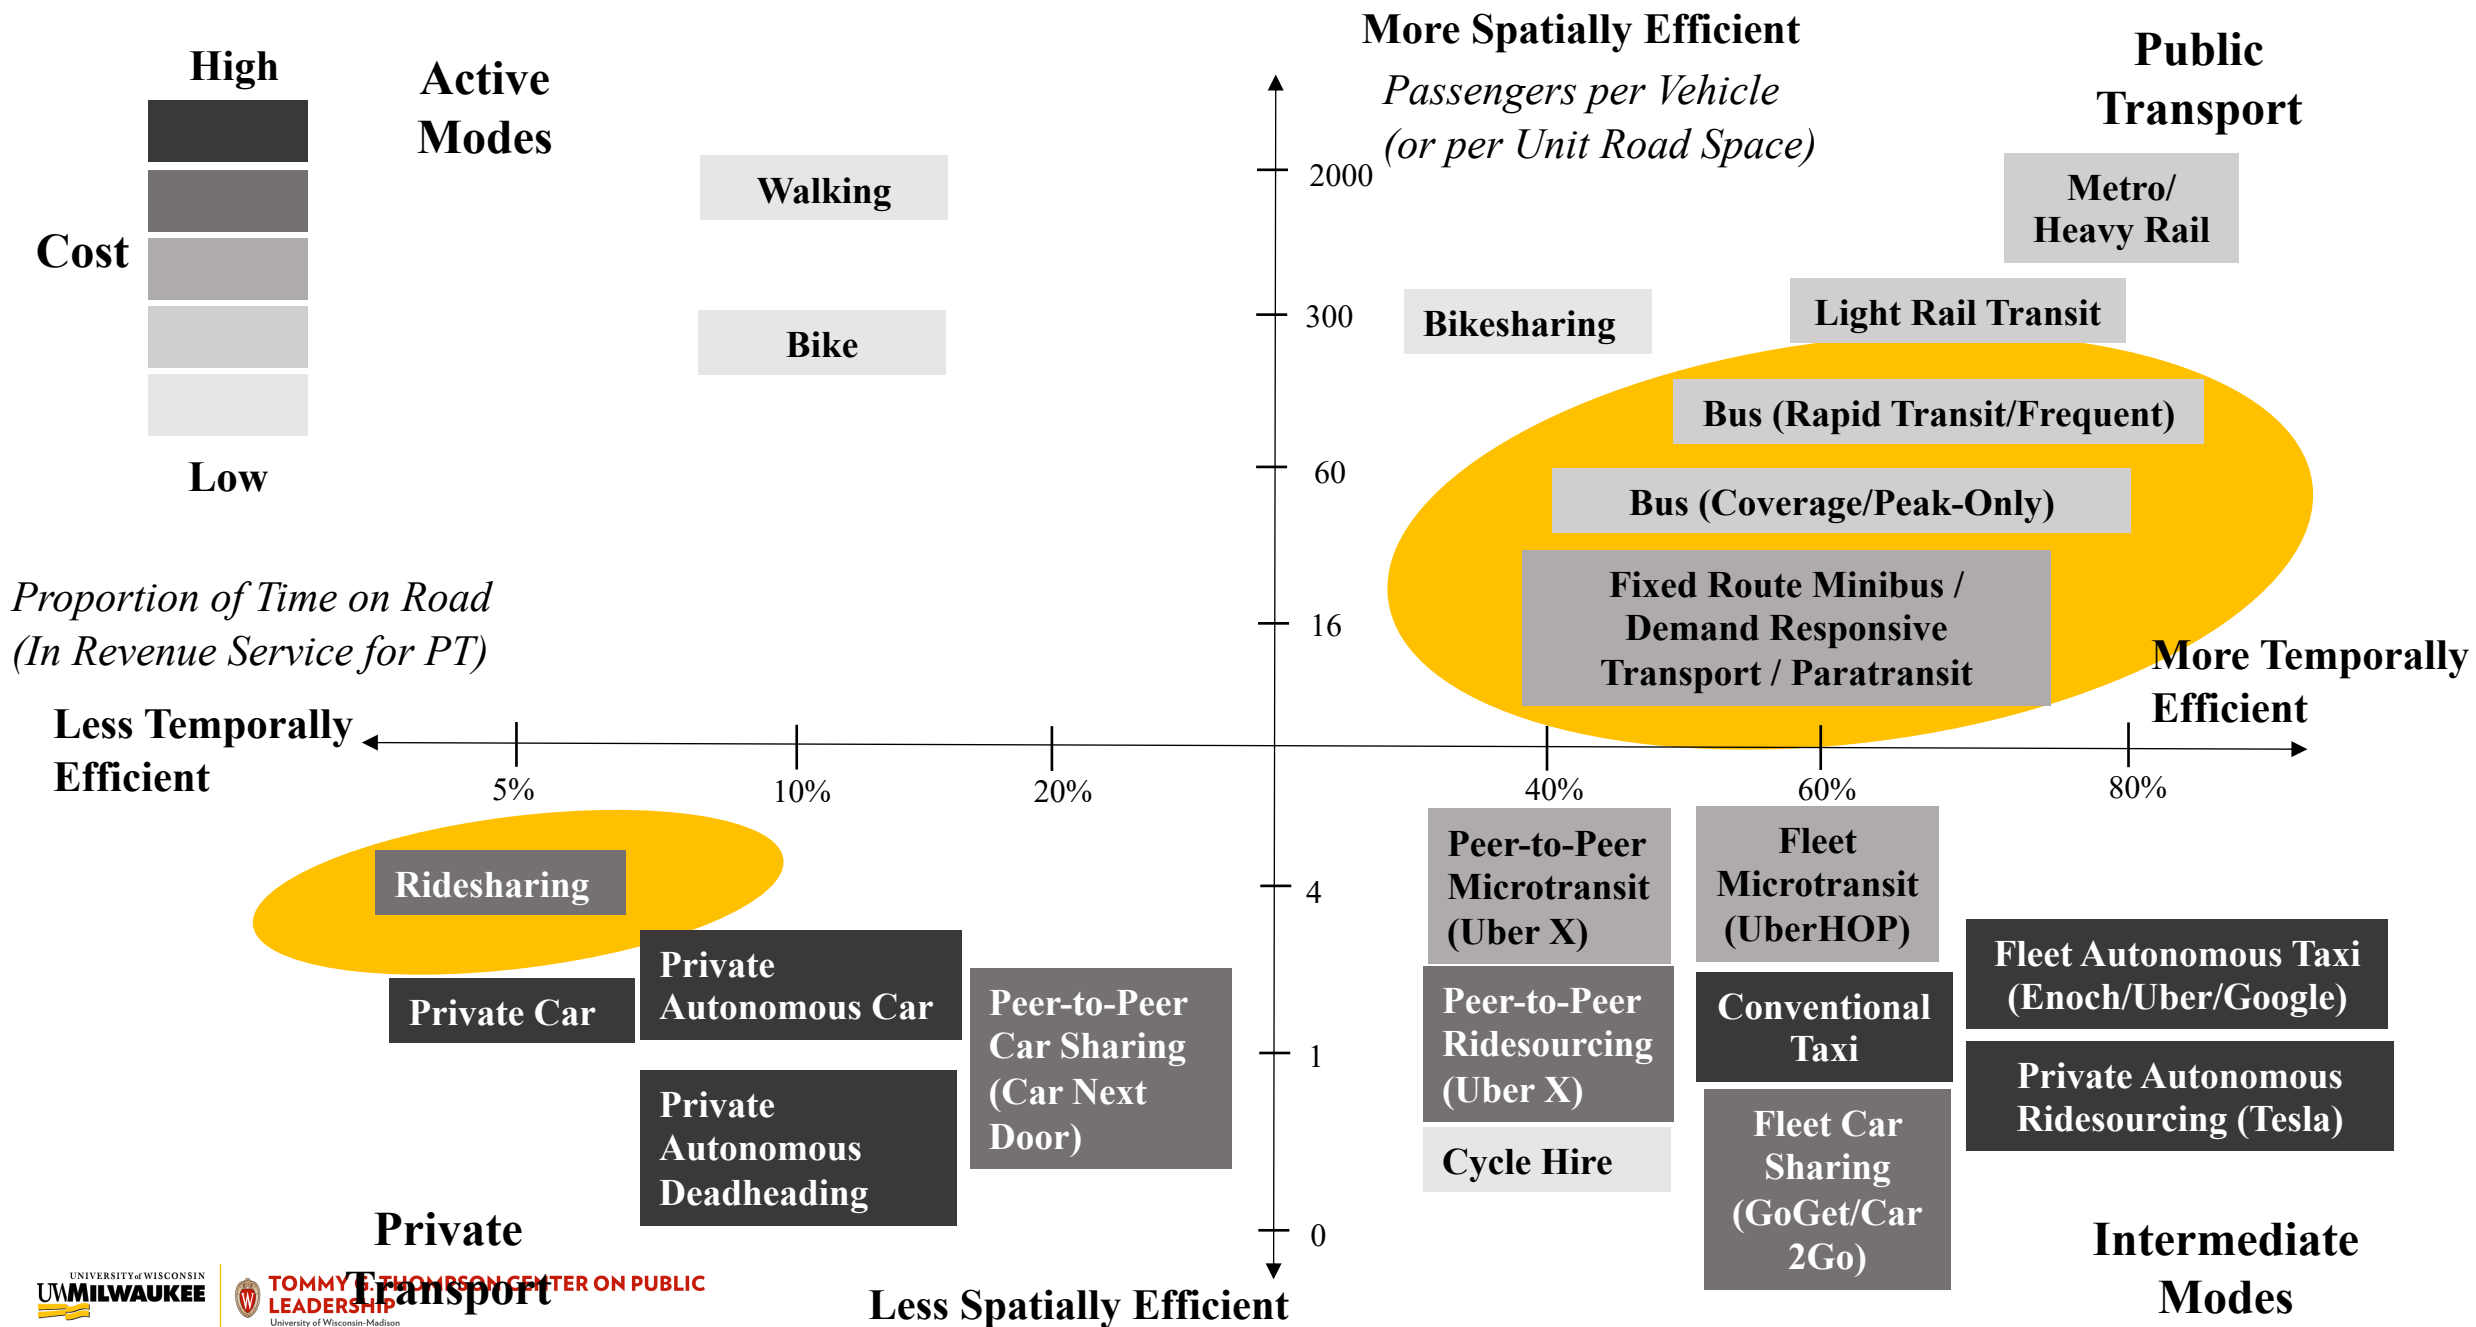 High
Cost
Low
Active
Modes
More Spatially Efficient
Passengers per Vehicle
(or per Unit Road Space)
Public
Transport
Walking
Bike
2000
300
60
16
Metro/
Heavy Rail
Bikesharing
Light Rail Transit
Bus (Rapid Transit/Frequent)
Bus (Coverage/Peak-Only)
Fixed Route Minibus /
Demand Responsive
Transport / Paratransit
Proportion of Time on Road
(In Revenue Service for PT)
Less Temporally
Efficient
More Temporally
Efficient
5%
10%
20%
40%
60%
80%
Ridesharing
Private Car
Private
Autonomous Car
Private
Autonomous
Deadheading
Peer-to-Peer
Car Sharing
(Car Next
Door)
4
1
0
Peer-to-Peer
Microtransit
(Uber X)
Fleet
Microtransit
(UberHOP)
Peer-to-Peer
Ridesourcing
(Uber X)
Conventional
Taxi
Fleet Autonomous Taxi
(Enoch/Uber/Google)
Private Autonomous
Ridesourcing (Tesla)
Cycle Hire
Fleet Car
Sharing
(GoGet/Car
2Go)
Private
Transport
Less Spatially Efficient
Intermediate
Modes
UNIVERSITY of WISCONSIN
UWMILWAUKEE
W
TOMMY G. THOMPSON CENTER ON PUBLIC
LEADERSHIP
University of Wisconsin-Madison